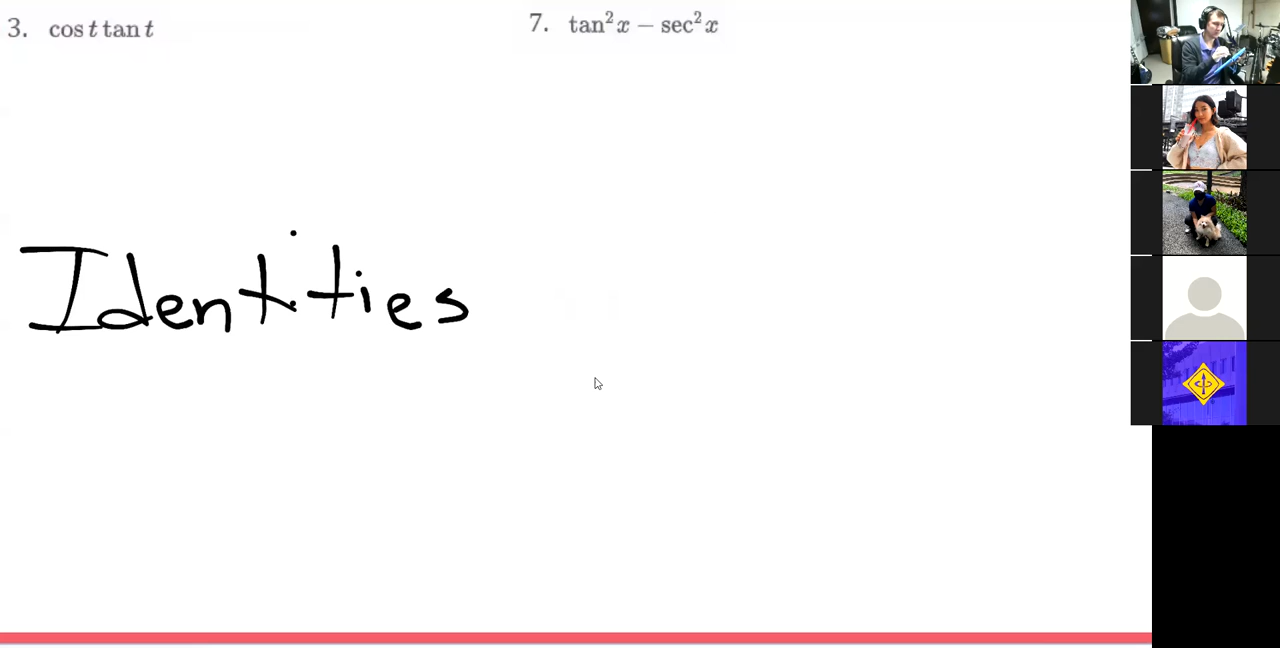 3. cos t tan t
7. tan²x − sec²x
Identities